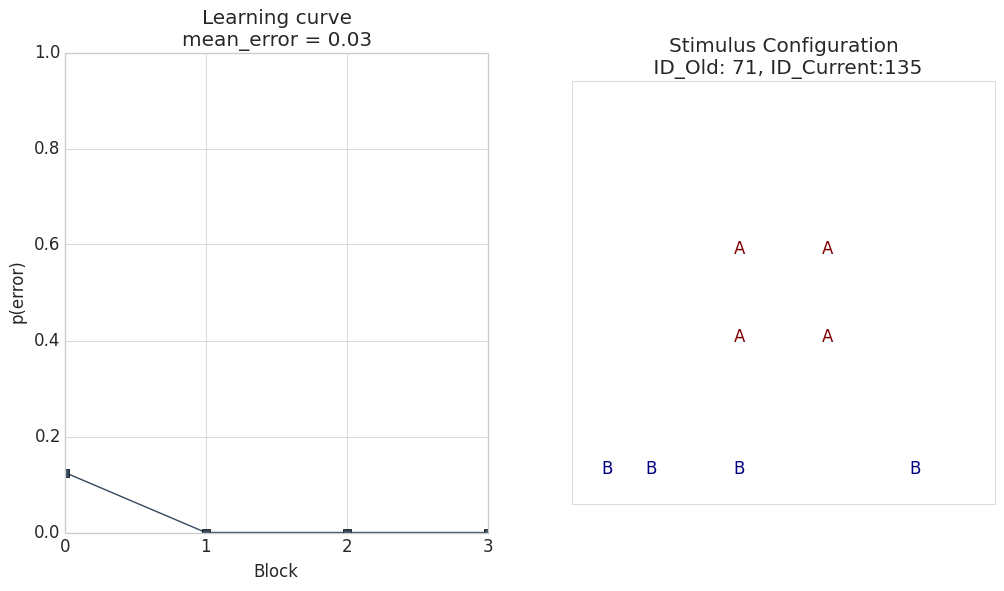 Learning curve
mean_error = 0.03
1.0
0.8
0.6
0.4
0.2
0.0
p(error)
0 1 2 3
Block
Stimulus Configuration
ID_Old: 71, ID_Current:135
A A
A A
B B B B